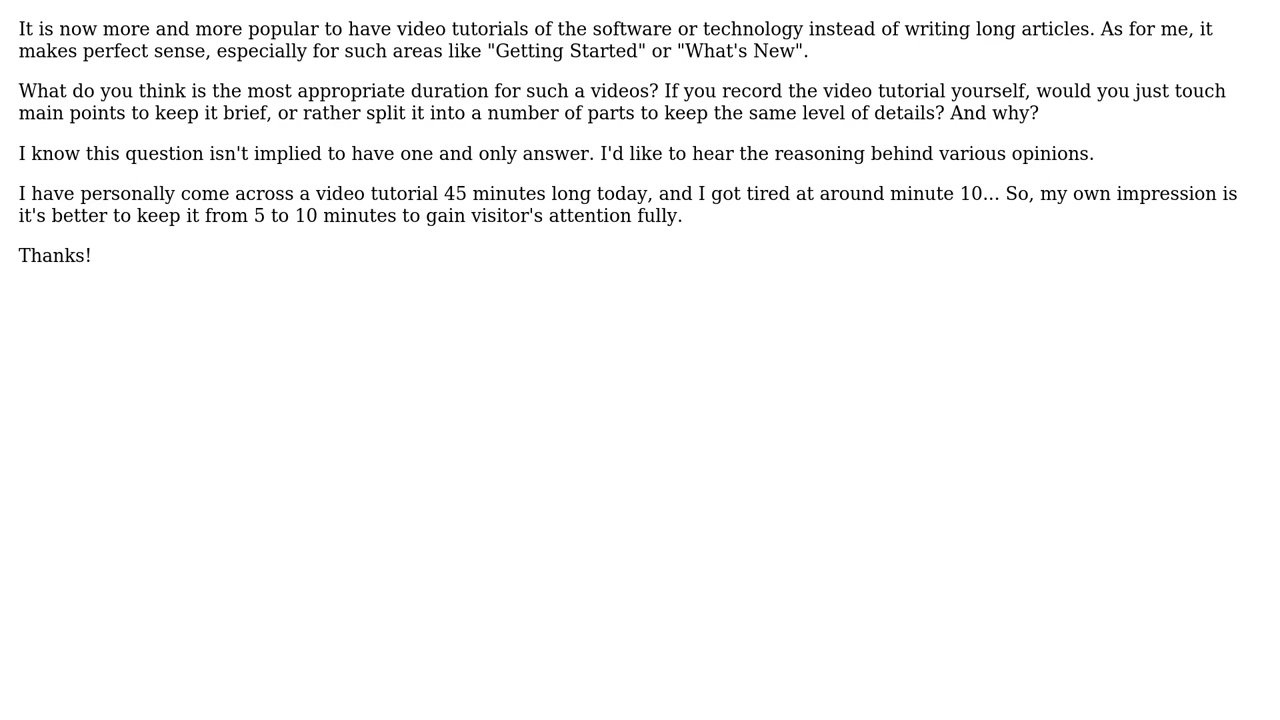 It is now more and more popular to have video tutorials of the software or technology instead of writing long articles. As for me, it
makes perfect sense, especially for such areas like "Getting Started" or "What's New".
What do you think is the most appropriate duration for such a videos? If you record the video tutorial yourself, would you just touch
main points to keep it brief, or rather split it into a number of parts to keep the same level of details? And why?
I know this question isn't implied to have one and only answer. I'd like to hear the reasoning behind various opinions.
I have personally come across a video tutorial 45 minutes long today, and I got tired at around minute 10... So, my own impression is
it's better to keep it from 5 to 10 minutes to gain visitor's attention fully.
Thanks!